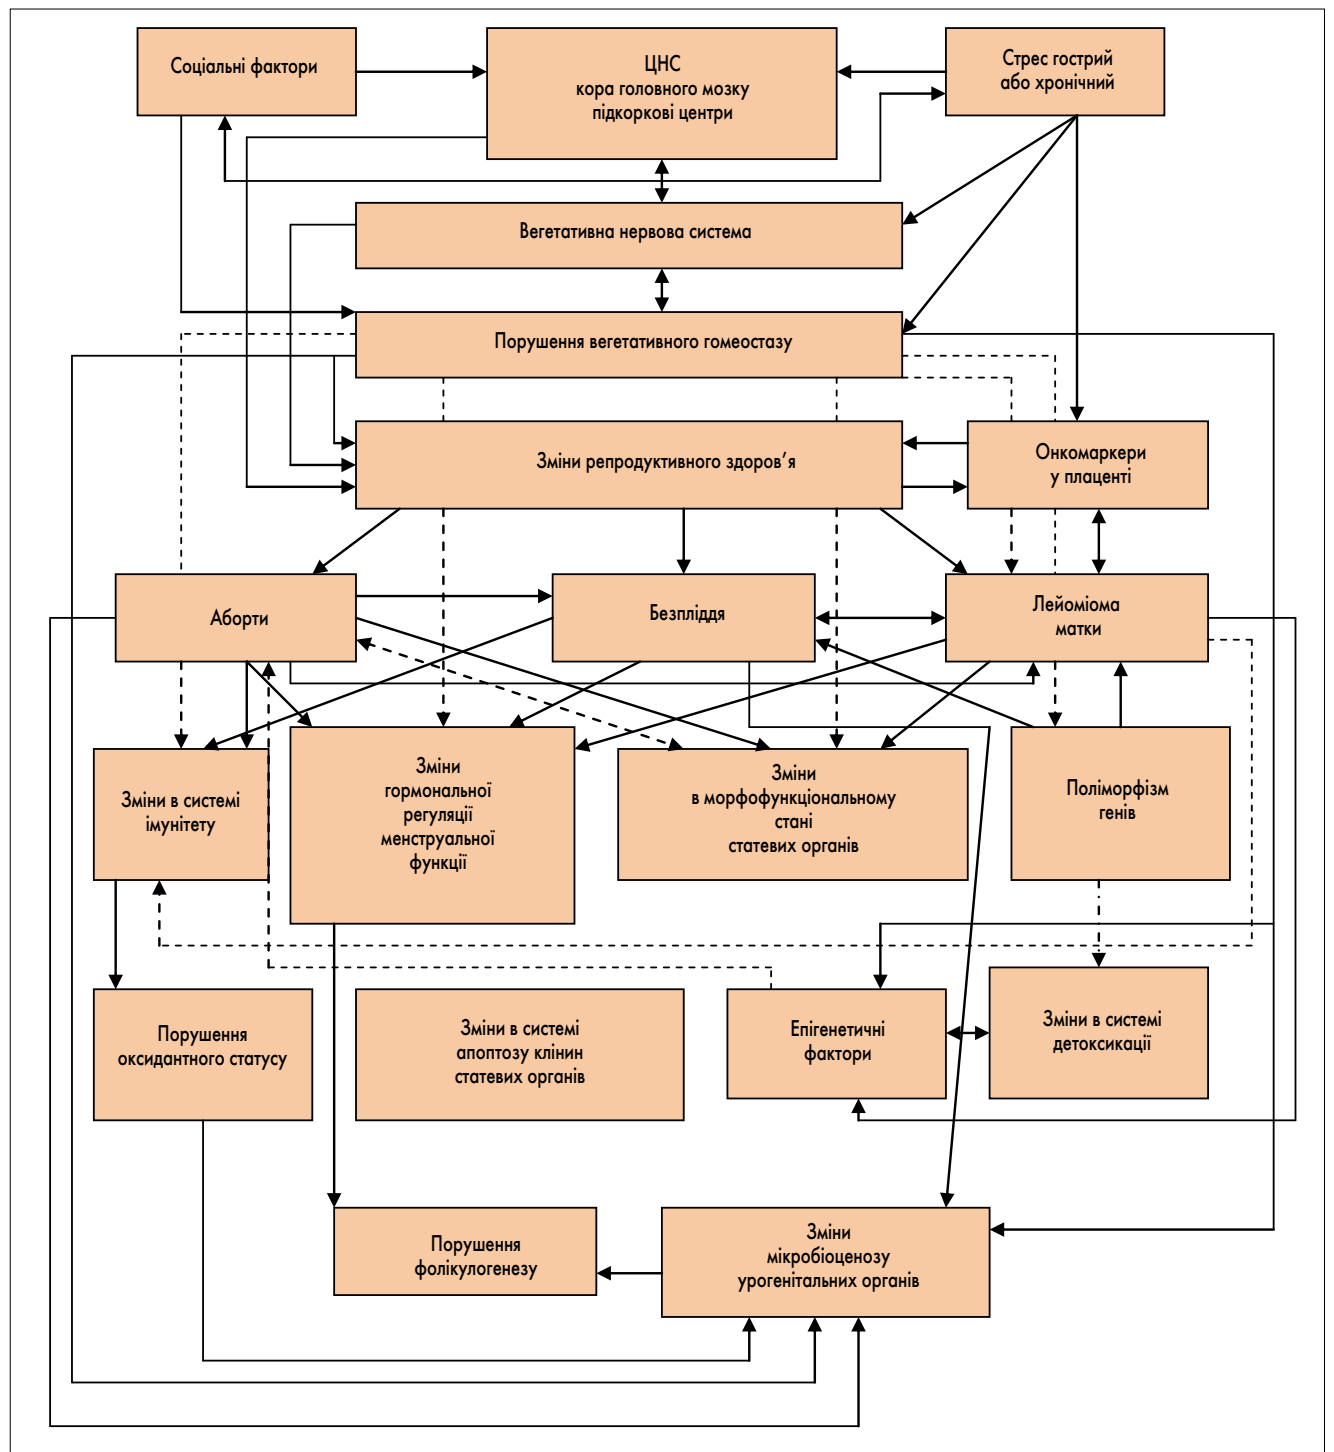 Соціальні фактори
ЦНС
кора головного мозку
підкоркові центри
Стрес гострий
або хронічний
Вегетативна нервова система
Порушення вегетативного гомеостазу
Зміни репродуктивного здоров’я
Онкомаркери
у плаценті
Аборти
Безпліддя
Лейоміома
матки
Зміни в системі
імунітету
Зміни
гормональної
регуляції
менструальної
функції
Зміни
в морфофункціональному
стані
статевих органів
Поліморфізм
генів
Порушення
оксидантного статусу
Зміни в системі
апоптозу клінин
статевих органів
Епігенетичні
фактори
Зміни в системі
детоксикації
Порушення
фолікулогенезу
Зміни
мікробіоценозу
урогенітальних органів